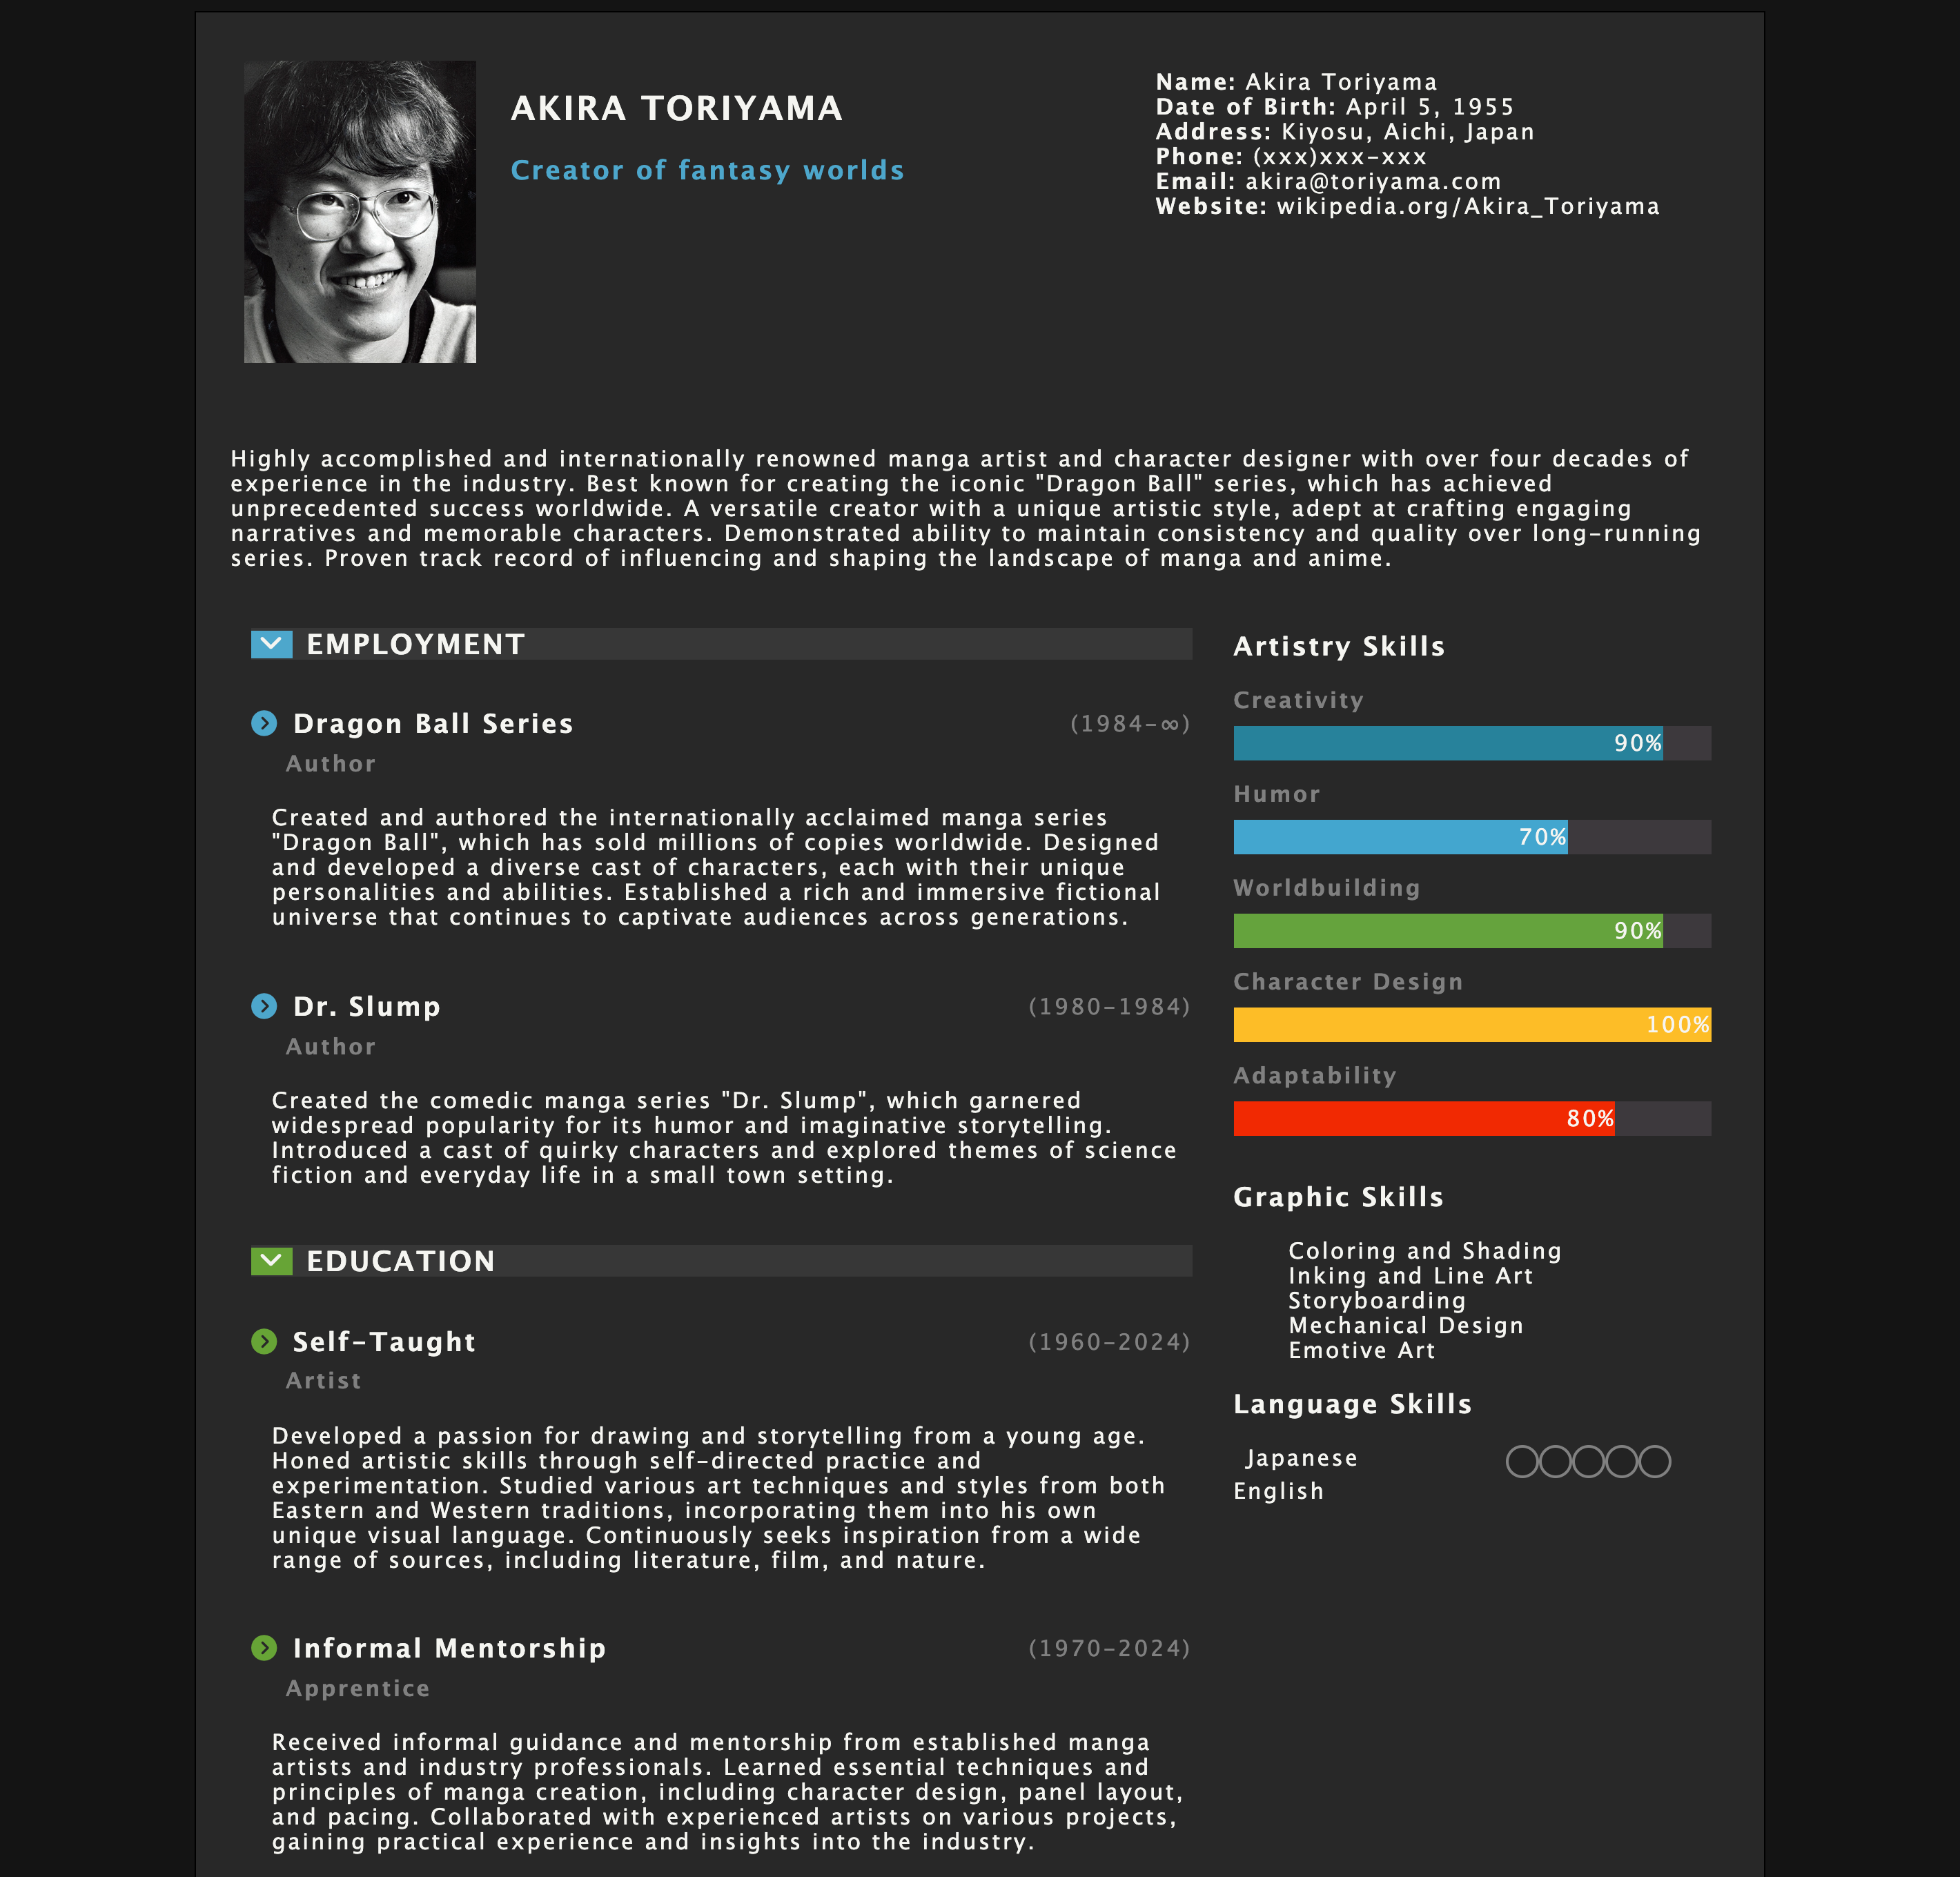 AKIRA TORIYAMA
Creator of fantasy worlds
Name: Akira Toriyama
Date of Birth: April 5, 1955
Address: Kiyosu, Aichi, Japan
Phone: (xxx)xxx-xxx
Email: akira@toriyama.com
Website: wikipedia.org/Akira_Toriyama
Highly accomplished and internationally renowned manga artist and character designer with over four decades of
experience in the industry. Best known for creating the iconic "Dragon Ball" series, which has achieved
unprecedented success worldwide. A versatile creator with a unique artistic style, adept at crafting engaging
narratives and memorable characters. Demonstrated ability to maintain consistency and quality over long-running
series. Proven track record of influencing and shaping the landscape of manga and anime.
EMPLOYMENT
Dragon Ball Series (1984-∞)
Author
Created and authored the internationally acclaimed manga series
"Dragon Ball", which has sold millions of copies worldwide. Designed
and developed a diverse cast of characters, each with their unique
personalities and abilities. Established a rich and immersive fictional
universe that continues to captivate audiences across generations.
Dr. Slump (1980-1984)
Author
Created the comedic manga series "Dr. Slump", which garnered
widespread popularity for its humor and imaginative storytelling.
Introduced a cast of quirky characters and explored themes of science
fiction and everyday life in a small town setting.
EDUCATION
Self-Taught (1960-2024)
Artist
Developed a passion for drawing and storytelling from a young age.
Honed artistic skills through self-directed practice and
experimentation. Studied various art techniques and styles from both
Eastern and Western traditions, incorporating them into his own
unique visual language. Continuously seeks inspiration from a wide
range of sources, including literature, film, and nature.
Informal Mentorship (1970-2024)
Apprentice
Received informal guidance and mentorship from established manga
artists and industry professionals. Learned essential techniques and
principles of manga creation, including character design, panel layout,
and pacing. Collaborated with experienced artists on various projects,
gaining practical experience and insights into the industry.
Artistry Skills
Creativity
90%
Humor
70%
Worldbuilding
90%
Character Design
100%
Adaptability
80%
Graphic Skills
Coloring and Shading
Inking and Line Art
Storyboarding
Mechanical Design
Emotive Art
Language Skills
Japanese
English